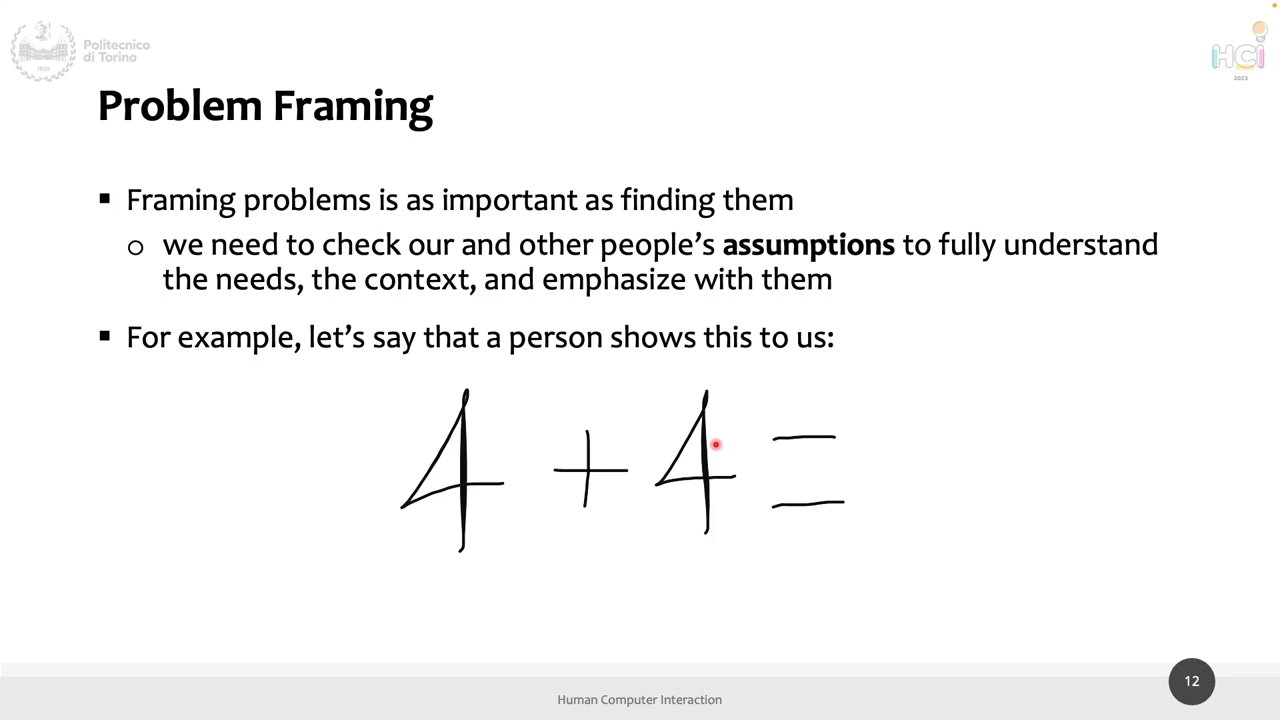 Politecnico
di Torino
1859
HCI
2023
Problem Framing
▪ Framing problems is as important as finding them
o we need to check our and other people’s assumptions to fully understand
the needs, the context, and emphasize with them
▪ For example, let’s say that a person shows this to us:
4 + 4 =
12
Human Computer Interaction